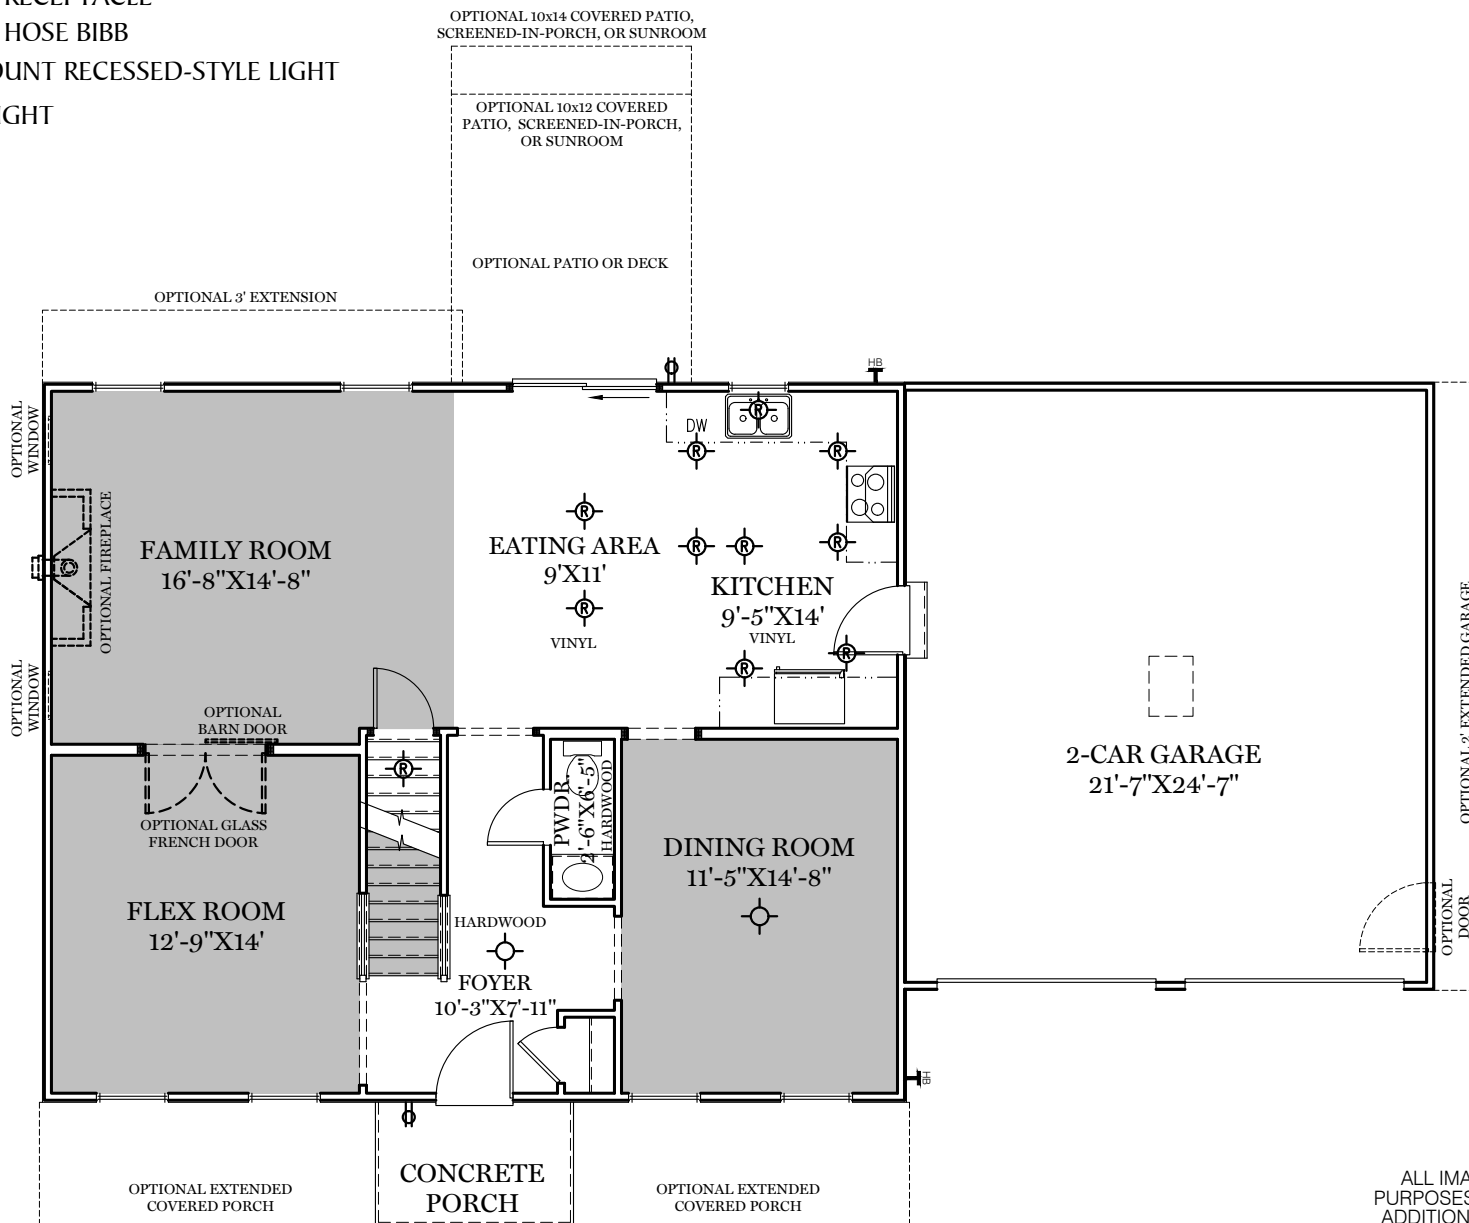 RECEPTACLE
HOSE BIBB
RECESSED-STYLE LIGHT
OPTIONAL 10x14 COVERED PATIO,
SCREENED-IN-PORCH, OR SUNROOM
OPTIONAL 10x12 COVERED
PATIO, SCREENED-IN-PORCH,
OR SUNROOM
OPTIONAL PATIO OR DECK
OPTIONAL 3' EXTENSION
HB
OPTIONAL
WINDOW
DW
R
R
R
R
R
R
R
R
R
R
R
OPTIONAL FIREPLACE
FAMILY ROOM
16'-8"X14'-8"
EATING AREA
9'X11'
VINYL
KITCHEN
9'-5"X14'
VINYL
OPTIONAL
WINDOW
OPTIONAL
BARN DOOR
OPTIONAL GLASS
FRENCH DOOR
PWDR.
2'-6"X6'-5"
HARDWOOD
2-CAR GARAGE
21'-7"X24'-7"
OPTIONAL 2' EXTENDED GARAGE
DINING ROOM
11'-5"X14'-8"
FLEX ROOM
12'-9"X14'
HARDWOOD
FOYER
10'-3"X7'-11"
OPTIONAL
DOOR
HB
CONCRETE
PORCH
OPTIONAL EXTENDED
COVERED PORCH
OPTIONAL EXTENDED
COVERED PORCH
ALL IMA
PURPOSES
ADDITION